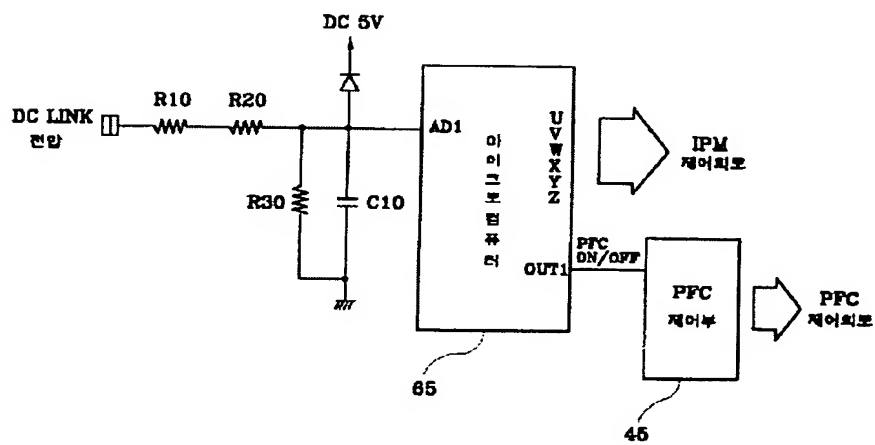 DC 5V
DC LINK
전압
R10
R20
R30
C10
AD1
마이크로컴퓨터
UVWXYZ
IPM
제어회로
PFC
ON/OFF
OUT1
PFC
제어부
PFC
제어회로
65
45